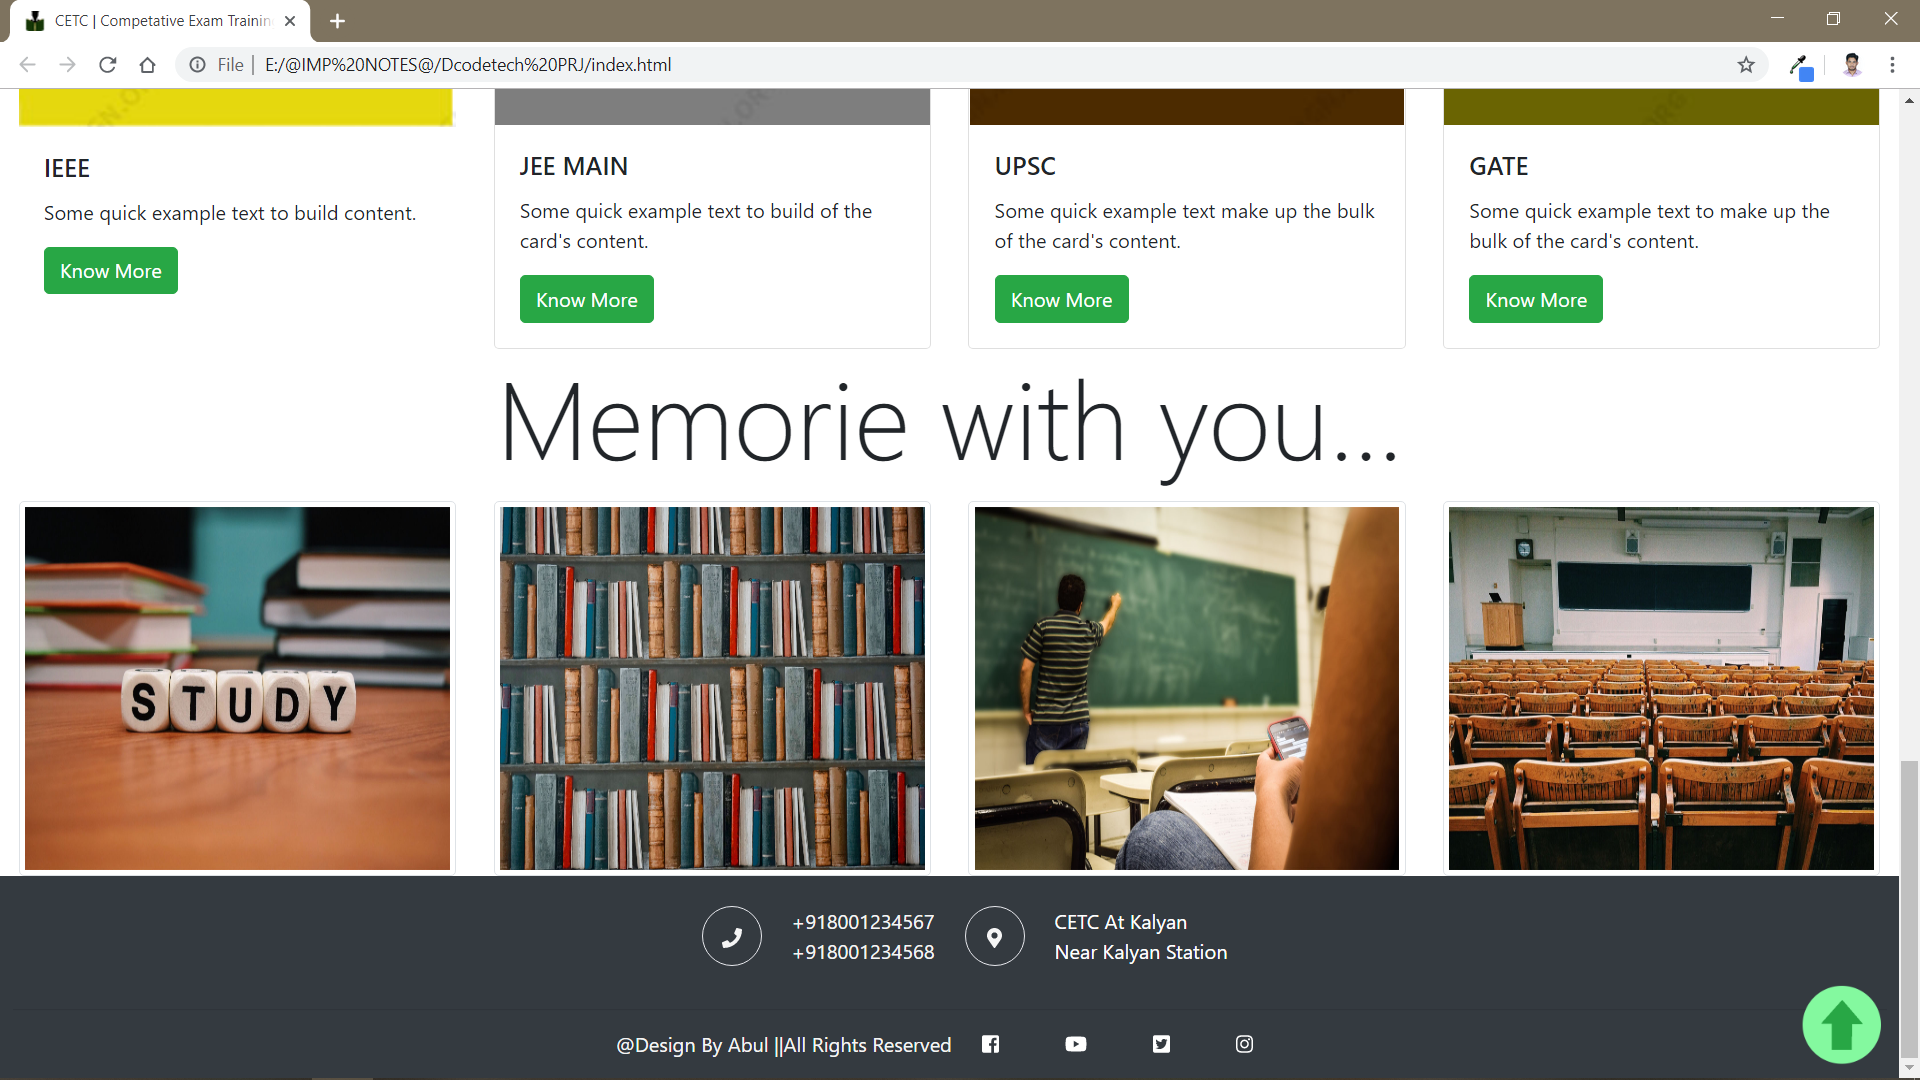 CETC | Competative Exam Trainin
File
E:/@IMP%20NOTES@/Dcodetech%20PRJ/index.html
IEEE
Some quick example text to build content.
Know More
JEE MAIN
Some quick example text to build of the
card's content.
Know More
UPSC
Some quick example text make up the bulk
of the card's content.
Know More
GATE
Some quick example text to make up the
bulk of the card's content.
Know More
Memorie with you...
STUDY
+918001234567
+918001234568
CETC At Kalyan
Near Kalyan Station
@Design By Abul ||All Rights Reserved